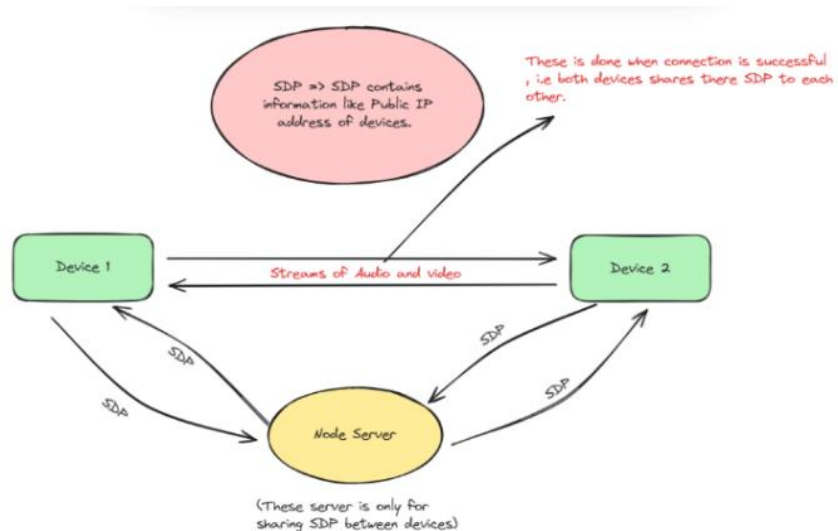 SDP => SDP contains
information like Public IP
address of devices.
These is done when connection is successful
, i.e both devices shares there SDP to each
other.
Device 1
Streams of Audio and video
Device 2
SDP
SDP
SDP
SDP
Node Server
(These server is only for
sharing SDP between devices)